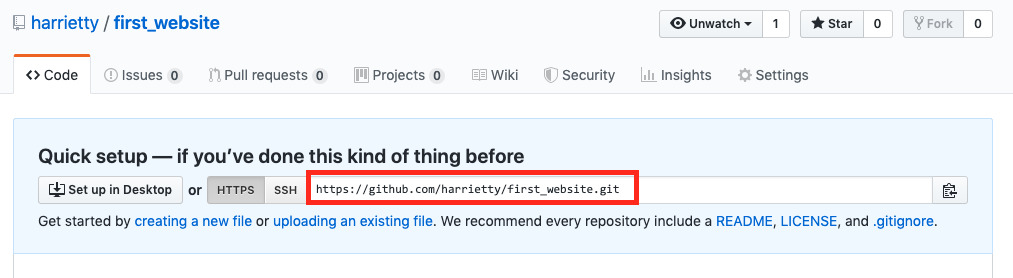 harrietty / first_website
Unwatch 1 Star 0 Fork 0
Code Issues 0 Pull requests 0 Projects 0 Wiki Security Insights Settings
Quick setup — if you’ve done this kind of thing before
Set up in Desktop or HTTPS SSH https://github.com/harrietty/first_website.git
Get started by creating a new file or uploading an existing file. We recommend every repository include a README, LICENSE, and .gitignore.